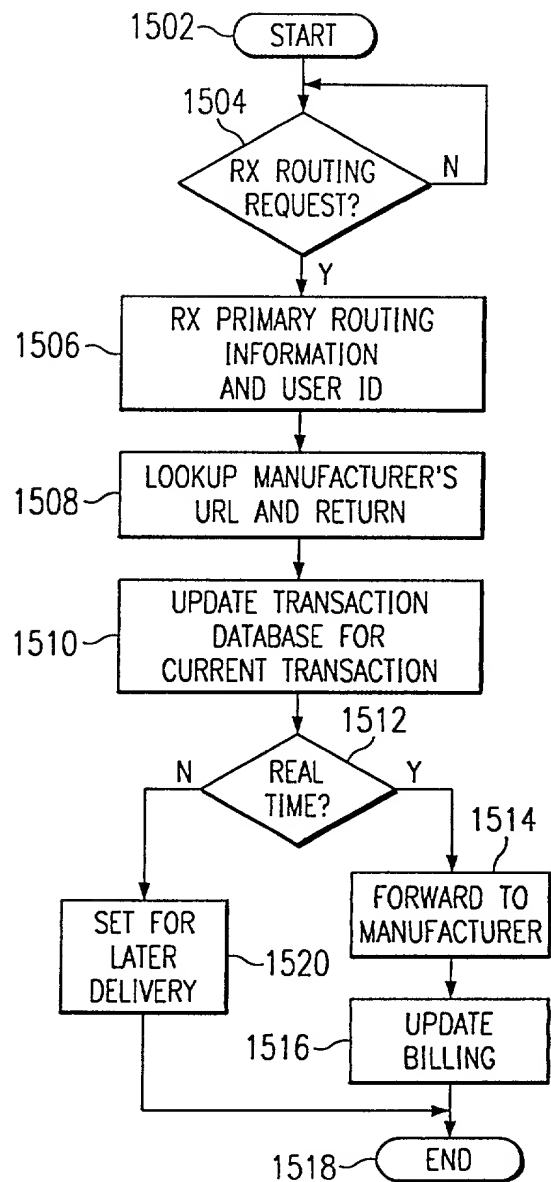 1502
START
1504
RX ROUTING
REQUEST?
N
Y
1506
RX PRIMARY ROUTING
INFORMATION
AND USER ID
1508
LOOKUP MANUFACTURER'S
URL AND RETURN
1510
UPDATE TRANSACTION
DATABASE FOR
CURRENT TRANSACTION
1512
N
REAL
TIME?
Y
1514
FORWARD TO
MANUFACTURER
SET FOR
LATER
DELIVERY
1520
1516
UPDATE
BILLING
1518
END